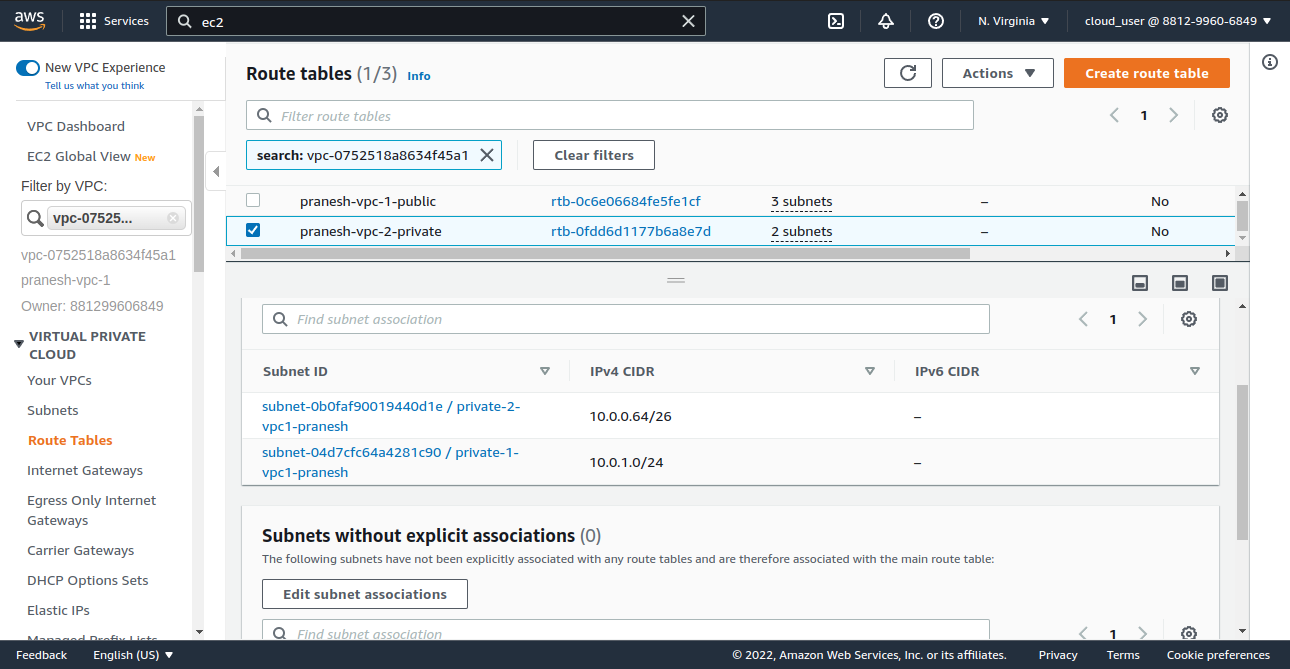 aws
Services
ec2
N. Virginia
cloud_user @ 8812-9960-6849
New VPC Experience
Tell us what you think
VPC Dashboard
EC2 Global View New
Filter by VPC:
vpc-07525...
vpc-0752518a8634f45a1
pranesh-vpc-1
Owner: 881299606849
VIRTUAL PRIVATE
CLOUD
Your VPCs
Subnets
Route Tables
Internet Gateways
Egress Only Internet
Gateways
Carrier Gateways
DHCP Options Sets
Elastic IPs
Managed Prefix Lists
Route tables (1/3) Info
Actions
Create route table
Filter route tables
1
search: vpc-0752518a8634f45a1
Clear filters
pranesh-vpc-1-public rtb-0c6e06684fe5fe1cf 3 subnets – No
pranesh-vpc-2-private rtb-0fdd6d1177b6a8e7d 2 subnets – No
Find subnet association
1
Subnet ID IPv4 CIDR IPv6 CIDR
subnet-0b0faf90019440d1e / private-2-
vpc1-pranesh
10.0.0.64/26 –
subnet-04d7cfc64a4281c90 / private-1-
vpc1-pranesh
10.0.1.0/24 –
Subnets without explicit associations (0)
The following subnets have not been explicitly associated with any route tables and are therefore associated with the main route table:
Edit subnet associations
Find subnet association
1
Feedback English (US) © 2022, Amazon Web Services, Inc. or its affiliates. Privacy Terms Cookie preferences